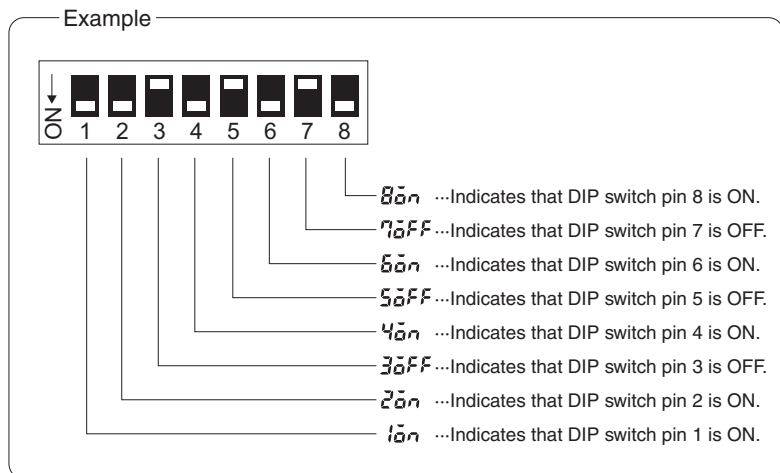 Example
ON
1 2 3 4 5 6 7 8
8on ···Indicates that DIP switch pin 8 is ON.
7oFF ···Indicates that DIP switch pin 7 is OFF.
6on ···Indicates that DIP switch pin 6 is ON.
5oFF ···Indicates that DIP switch pin 5 is OFF.
4on ···Indicates that DIP switch pin 4 is ON.
3oFF ···Indicates that DIP switch pin 3 is OFF.
2on ···Indicates that DIP switch pin 2 is ON.
1on ···Indicates that DIP switch pin 1 is ON.